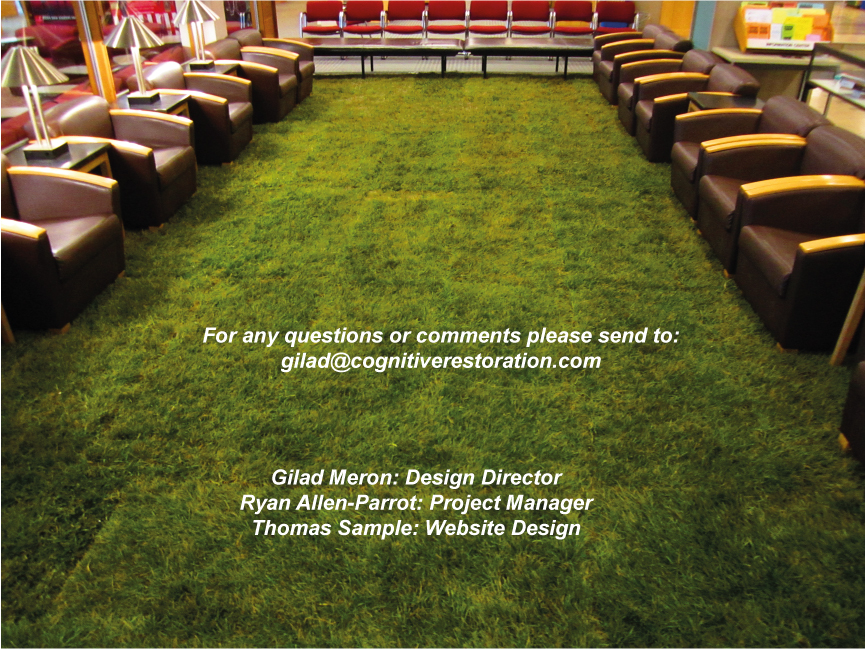 For any questions or comments please send to:
gilad@cognitiverestoration.com
Gilad Meron: Design Director
Ryan Allen-Parrot: Project Manager
Thomas Sample: Website Design